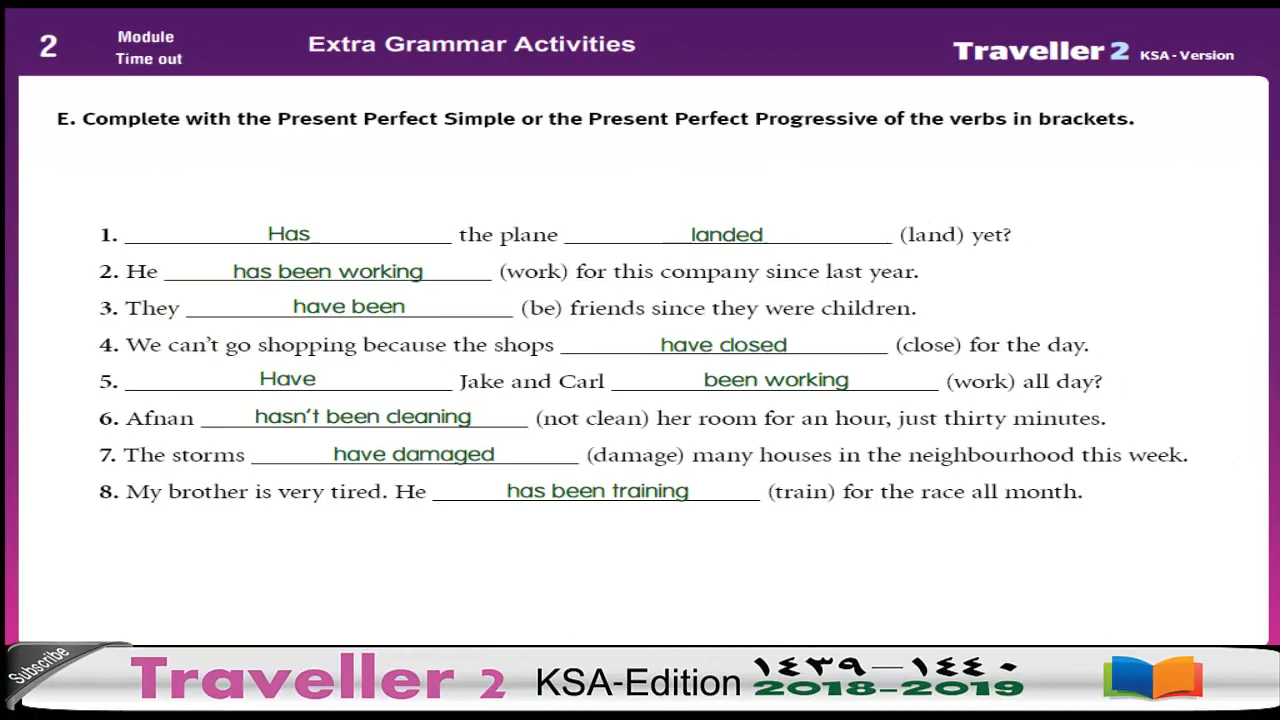 2
Module
Time out
Extra Grammar Activities
Traveller 2 KSA - Version
E. Complete with the Present Perfect Simple or the Present Perfect Progressive of the verbs in brackets.
1. Has the plane landed (land) yet?
2. He has been working (work) for this company since last year.
3. They have been (be) friends since they were children.
4. We can't go shopping because the shops have closed (close) for the day.
5. Have Jake and Carl been working (work) all day?
6. Afnan hasn't been cleaning (not clean) her room for an hour, just thirty minutes.
7. The storms have damaged (damage) many houses in the neighbourhood this week.
8. My brother is very tired. He has been training (train) for the race all month.
Subscribe
Traveller 2 KSA-Edition
١٤٣٩–١٤٤٠
2018-2019